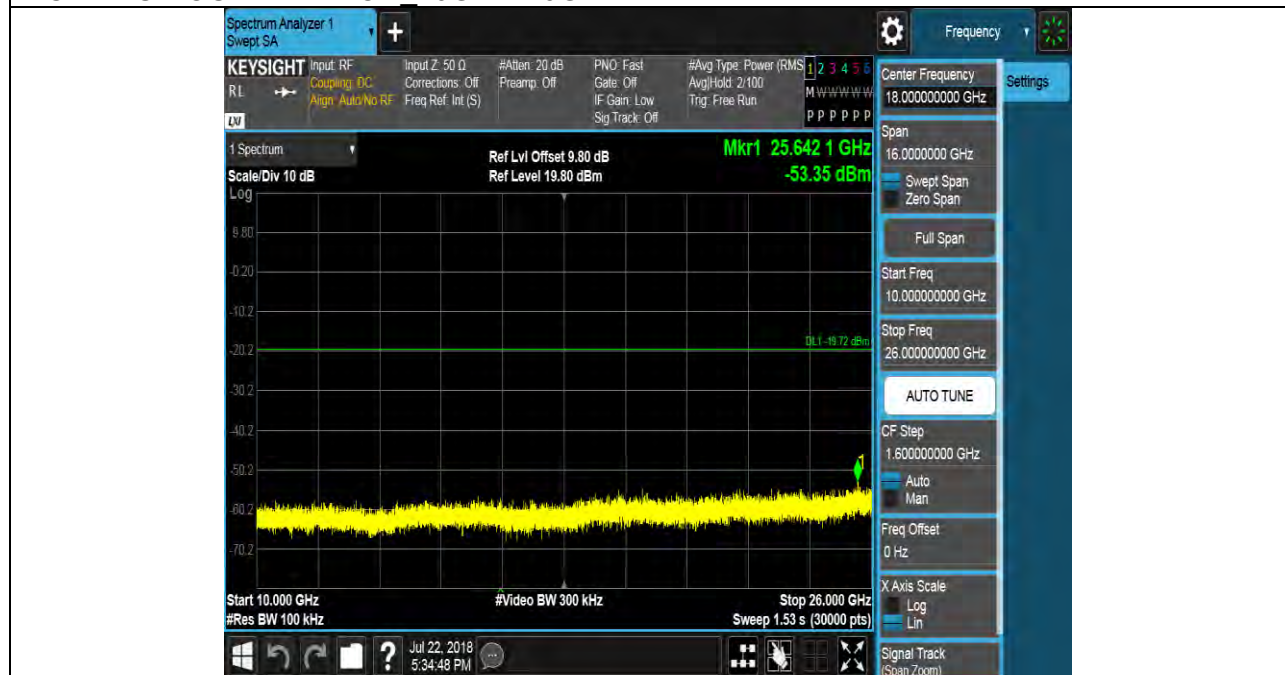 Spectrum Analyzer 1
Swept SA
+
Frequency
KEYSIGHT
RL
LXI
Input: RF
Coupling: DC
Align: Auto/No RF
Input Z: 50 Ω
Corrections: Off
Freq Ref: Int (S)
#Atten: 20 dB
Preamp: Off
PNO: Fast
Gate: Off
IF Gain: Low
Sig Track: Off
#Avg Type: Power (RMS
Avg|Hold: 2/100
Trig: Free Run
1 2 3 4 5 6
M W W W W W
P P P P P P
Center Frequency
18.000000000 GHz
Settings
1 Spectrum
Scale/Div 10 dB
Ref Lvl Offset 9.80 dB
Ref Level 19.80 dBm
Mkr1 25.642 1 GHz
-53.35 dBm
Span
16.0000000 GHz
Swept Span
Zero Span
Full Span
Start Freq
10.000000000 GHz
Stop Freq
26.000000000 GHz
AUTO TUNE
CF Step
1.600000000 GHz
Auto
Man
Freq Offset
0 Hz
X Axis Scale
Log
Lin
Signal Track
(Span Zoom)
Log
9.80
-0.20
-10.2
DL1 -19.72 dBm
-20.2
-30.2
-40.2
-50.2
1
-60.2
-70.2
Start 10.000 GHz
#Video BW 300 kHz
Stop 26.000 GHz
#Res BW 100 kHz
Sweep 1.53 s (30000 pts)
?
Jul 22, 2018
5:34:48 PM